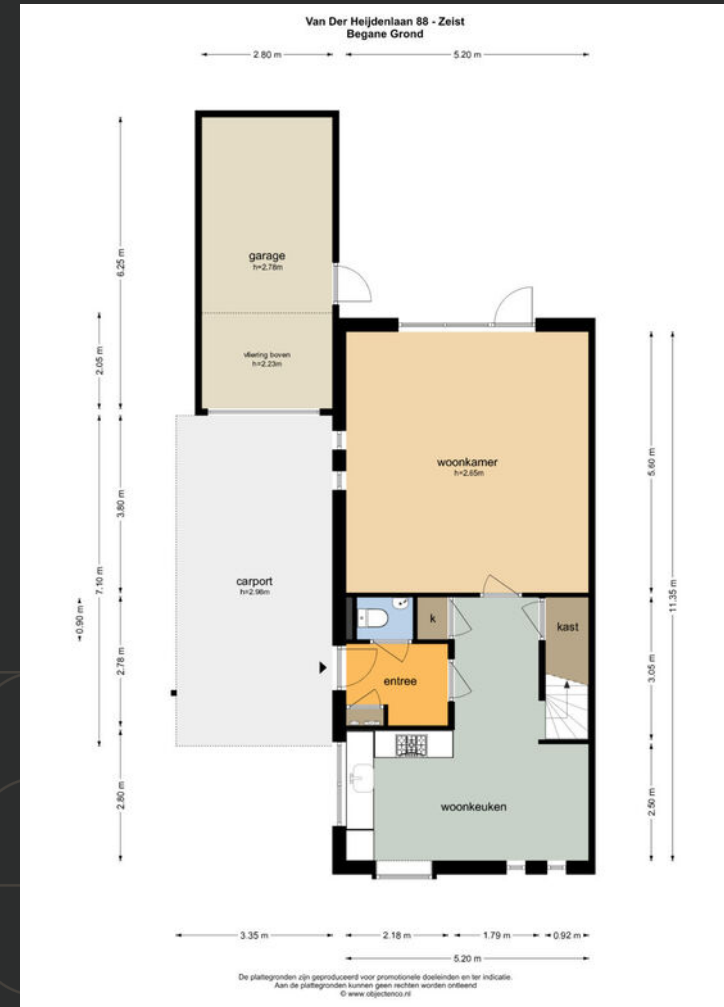 Van Der Heijdenlaan 88 - Zeist
Begane Grond
2.80 m
5.20 m
6.25 m
garage
h=2.78m
2.05 m
vliering boven
h=2.23m
3.80 m
woonkamer
h=2.65m
5.60 m
7.10 m
carport
h=2.96m
11.35 m
0.90 m
2.78 m
k
kast
3.05 m
entree
2.80 m
woonkeuken
2.50 m
3.35 m
2.18 m
1.79 m
0.92 m
5.20 m
De plattegronden zijn geproduceerd voor promotionele doeleinden en ter indicatie.
Aan de plattegronden kunnen geen rechten worden ontleend
© www.objectenco.nl